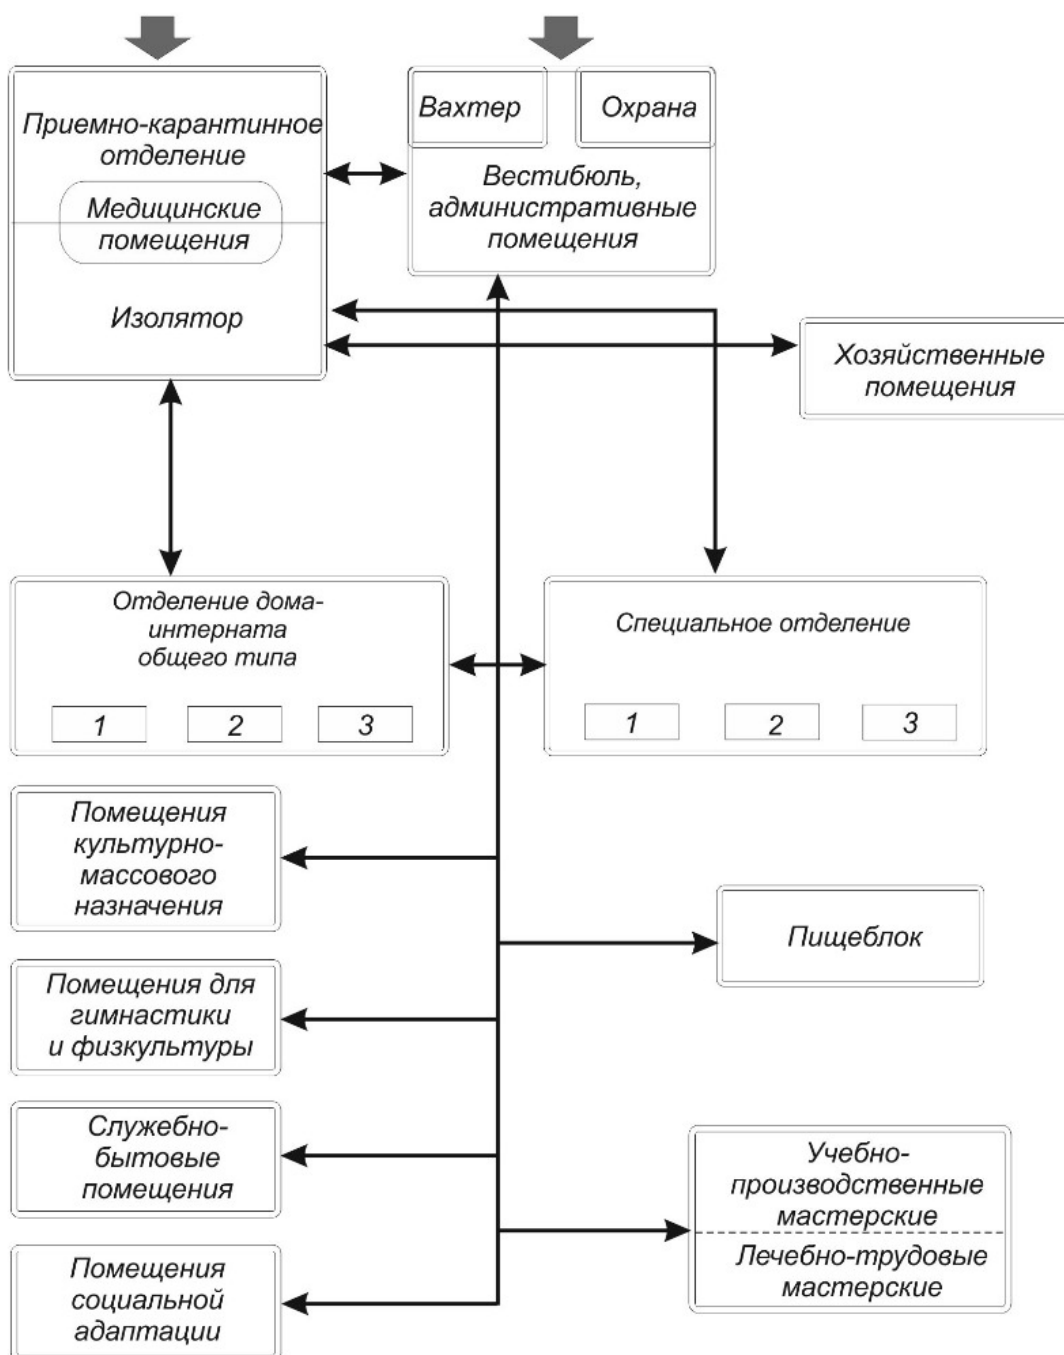 Приемно-карантинное
отделение
Медицинские
помещения
Изолятор
Вахтер
Охрана
Вестибюль,
административные
помещения
Хозяйственные
помещения
Отделение дома-
интерната
общего типа
1
2
3
Специальное отделение
1
2
3
Помещения
культурно-
массового
назначения
Пищеблок
Помещения для
гимнастики
и физкультуры
Служебно-
бытовые
помещения
Учебно-
производственные
мастерские
Лечебно-трудовые
мастерские
Помещения
социальной
адаптации